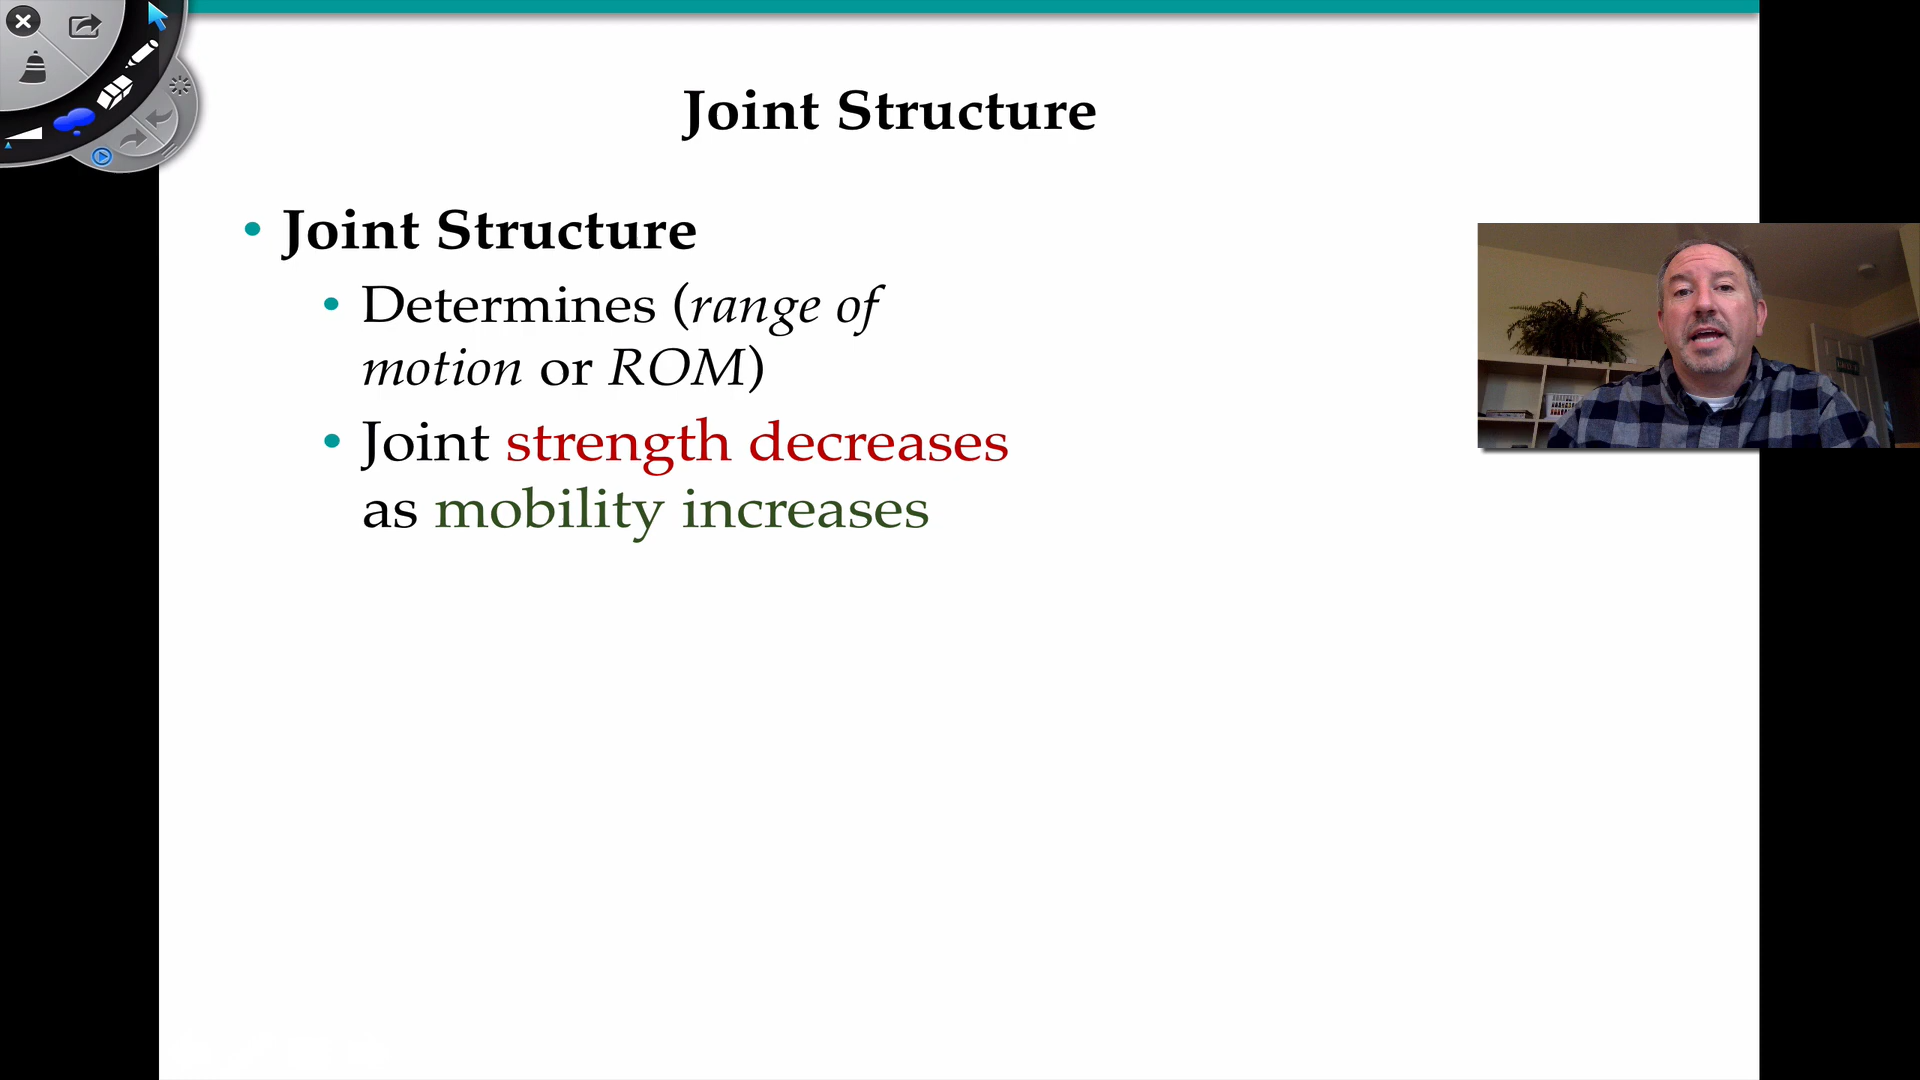 Joint Structure
• Joint Structure
• Determines (range of
motion or ROM)
• Joint strength decreases
as mobility increases